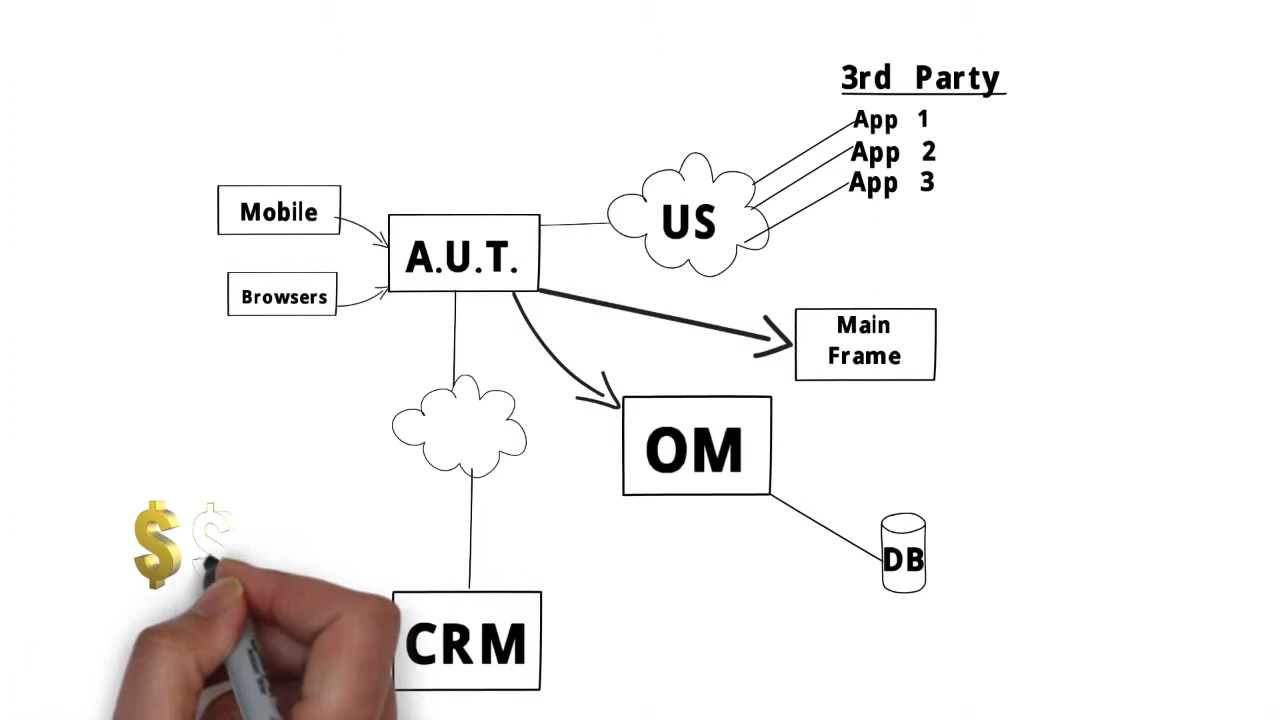 3rd Party
App 1
App 2
App 3
Mobile
US
A.U.T.
Browsers
Main
Frame
OM
$ $
DB
CRM